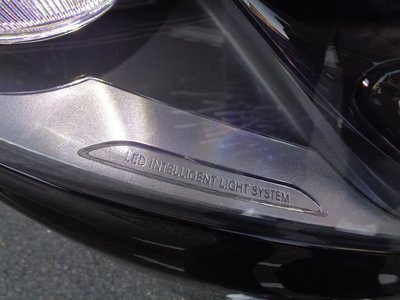 LED INTELLIGENT LIGHT SYSTEM